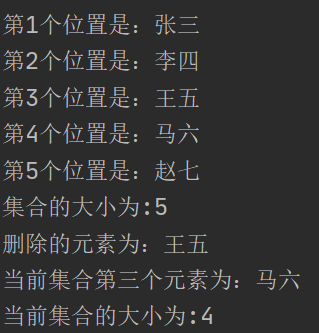 第1个位置是：张三
第2个位置是：李四
第3个位置是：王五
第4个位置是：马六
第5个位置是：赵七
集合的大小为:5
删除的元素为：王五
当前集合第三个元素为：马六
当前集合的大小为:4